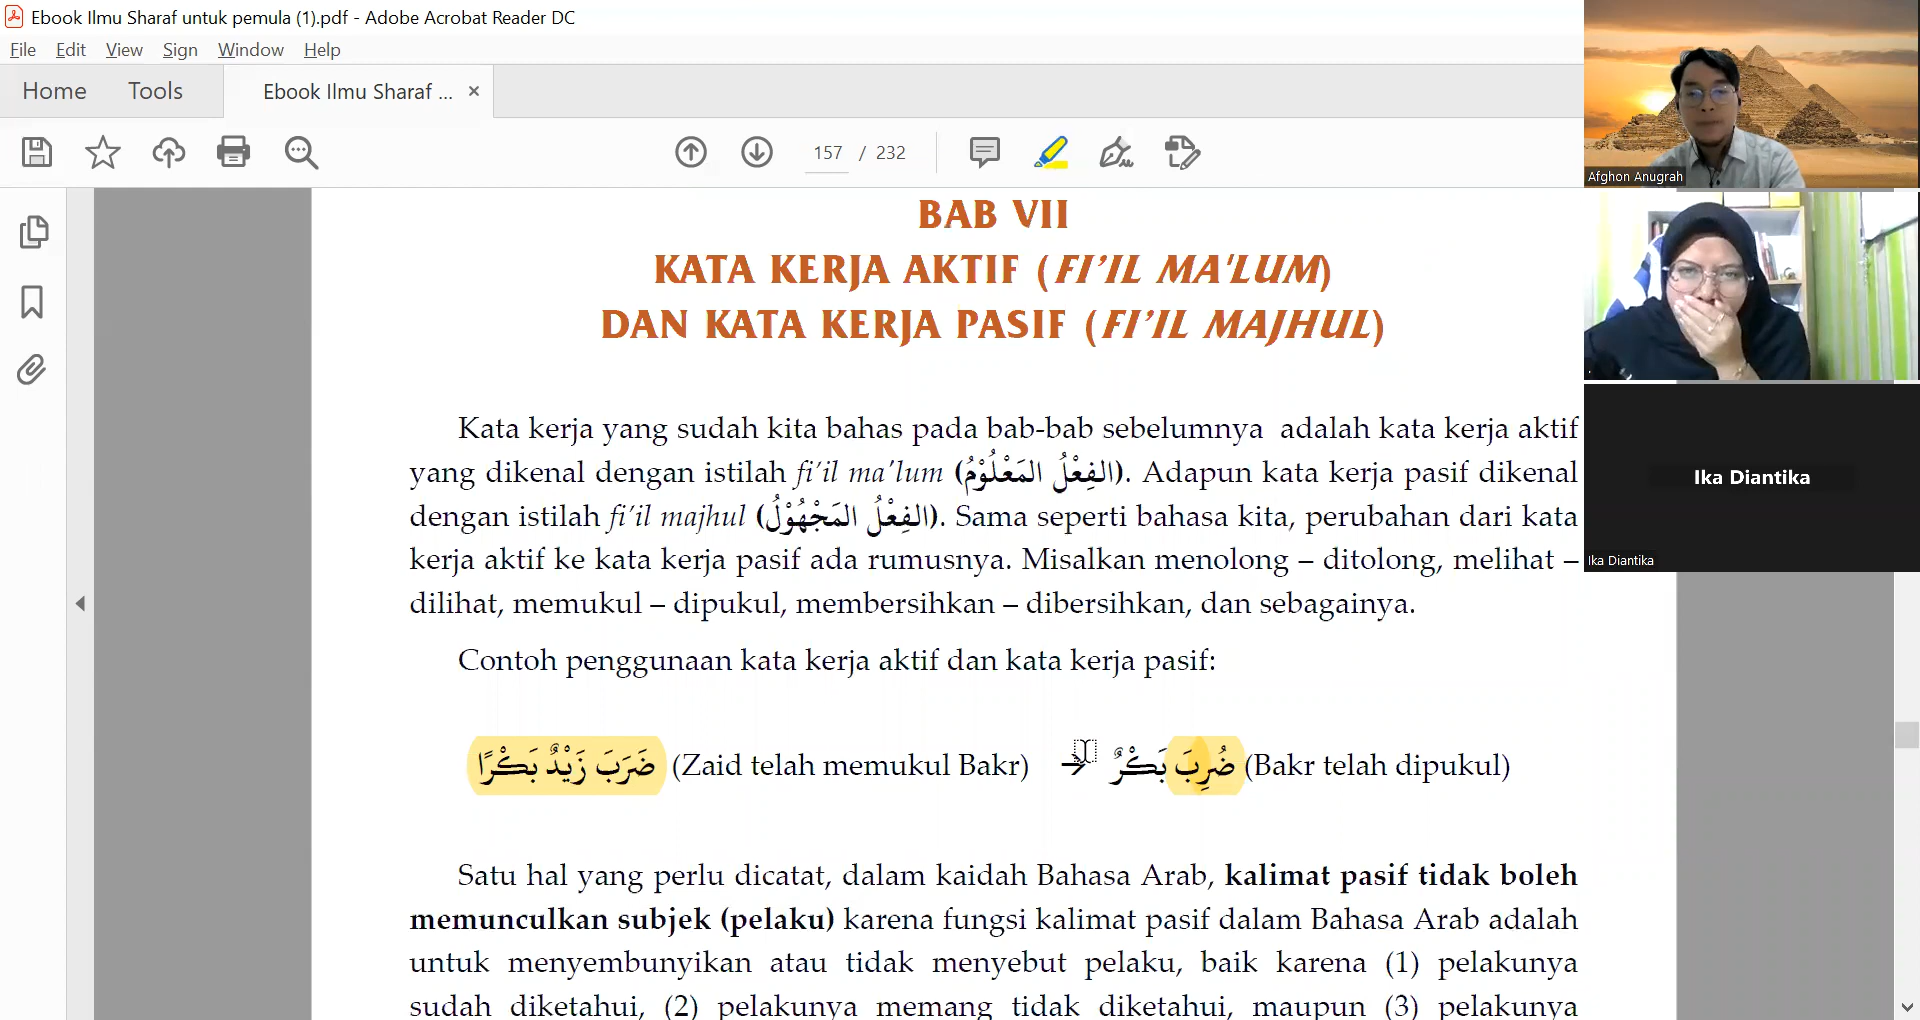 Ebook Ilmu Sharaf untuk pemula (1).pdf - Adobe Acrobat Reader DC
File Edit View Sign Window Help
Home Tools Ebook Ilmu Sharaf ... ×
157 / 232
Afghon Anugrah
BAB VII
KATA KERJA AKTIF (FI’IL MA'LUM)
DAN KATA KERJA PASIF (FI’IL MAJHUL)
Kata kerja yang sudah kita bahas pada bab-bab sebelumnya adalah kata kerja aktif
yang dikenal dengan istilah fi’il ma’lum (الفِعْلُ المَعْلُوْمُ). Adapun kata kerja pasif dikenal
dengan istilah fi’il majhul (الفِعْلُ المَجْهُوْلُ). Sama seperti bahasa kita, perubahan dari kata
kerja aktif ke kata kerja pasif ada rumusnya. Misalkan menolong – ditolong, melihat –
dilihat, memukul – dipukul, membersihkan – dibersihkan, dan sebagainya.
Contoh penggunaan kata kerja aktif dan kata kerja pasif:
ضَرَبَ زَيْدٌ بَكْرًا (Zaid telah memukul Bakr) → ضُرِبَ بَكْرٌ (Bakr telah dipukul)
Satu hal yang perlu dicatat, dalam kaidah Bahasa Arab, kalimat pasif tidak boleh
memunculkan subjek (pelaku) karena fungsi kalimat pasif dalam Bahasa Arab adalah
untuk menyembunyikan atau tidak menyebut pelaku, baik karena (1) pelakunya
sudah diketahui, (2) pelakunya memang tidak diketahui, maupun (3) pelakunya
Ika Diantika
Ika Diantika